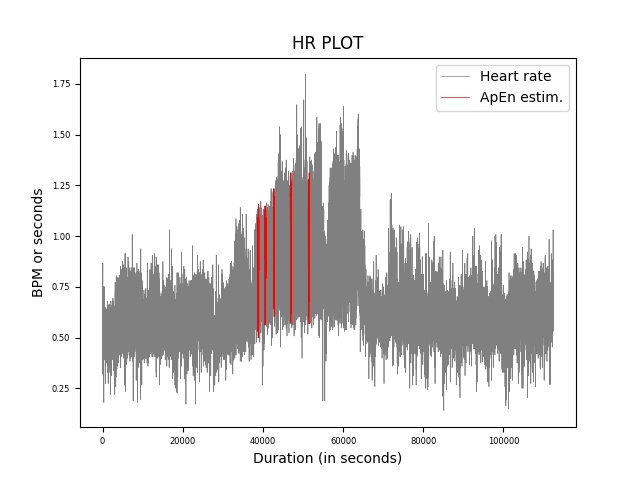 HR PLOT
Heart rate
ApEn estim.
BPM or seconds
1.75
1.50
1.25
1.00
0.75
0.50
0.25
0 20000 40000 60000 80000 100000
Duration (in seconds)